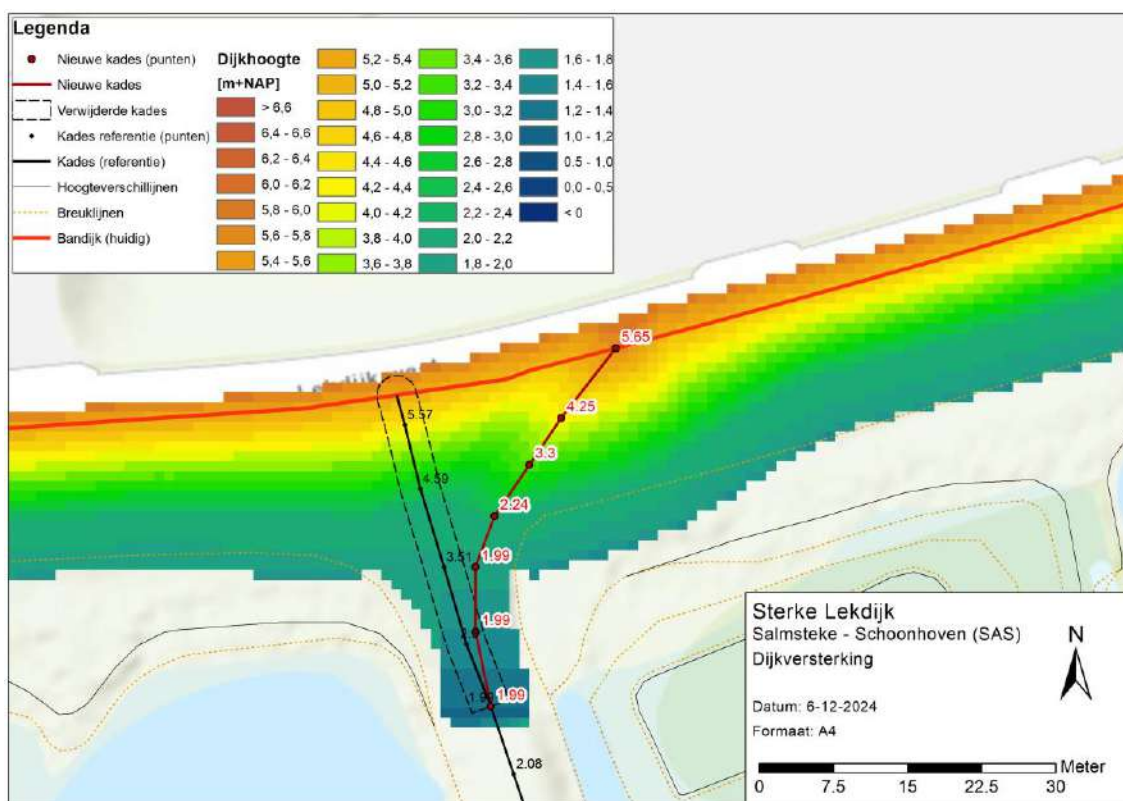 Legenda
Nieuwe kades (punten)
Nieuwe kades
Verwijderde kades
Kades referentie (punten)
Kades (referentie)
Hoogteverschillijnen
Breuklijnen
Bandijk (huidig)
Dijkhoogte
[m+NAP]
> 6,6
6,4 - 6,6
6,2 - 6,4
6,0 - 6,2
5,8 - 6,0
5,6 - 5,8
5,4 - 5,6
5,2 - 5,4
5,0 - 5,2
4,8 - 5,0
4,6 - 4,8
4,4 - 4,6
4,2 - 4,4
4,0 - 4,2
3,8 - 4,0
3,6 - 3,8
3,4 - 3,6
3,2 - 3,4
3,0 - 3,2
2,8 - 3,0
2,6 - 2,8
2,4 - 2,6
2,2 - 2,4
2,0 - 2,2
1,8 - 2,0
1,6 - 1,8
1,4 - 1,6
1,2 - 1,4
1,0 - 1,2
0,5 - 1,0
0,0 - 0,5
< 0
5.65
5.57
4.25
3.3
4.59
2.24
3.51
1.99
1.99
1.99
2.08
Sterke Lekdijk
Salmsteke - Schoonhoven (SAS)
Dijkversterking
N
Datum: 6-12-2024
Formaat: A4
Meter
0 7.5 15 22.5 30